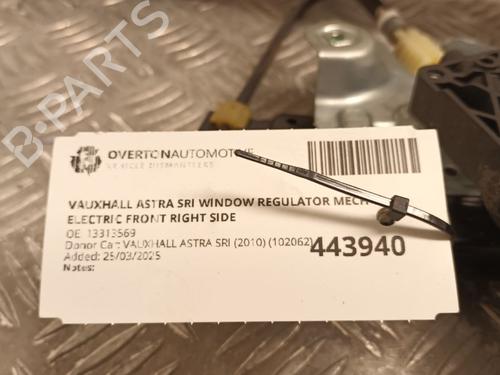 B-PARTS
OVERTONAUTOMOTIVE
VEHICLE DISMANTLERS
VAUXHALL ASTRA SRI WINDOW REGULATOR MECH
ELECTRIC FRONT RIGHT SIDE
OE: 13313569
Donor Car: VAUXHALL ASTRA SRI (2010) (102062)
443940
Added: 25/03/2025
Notes: